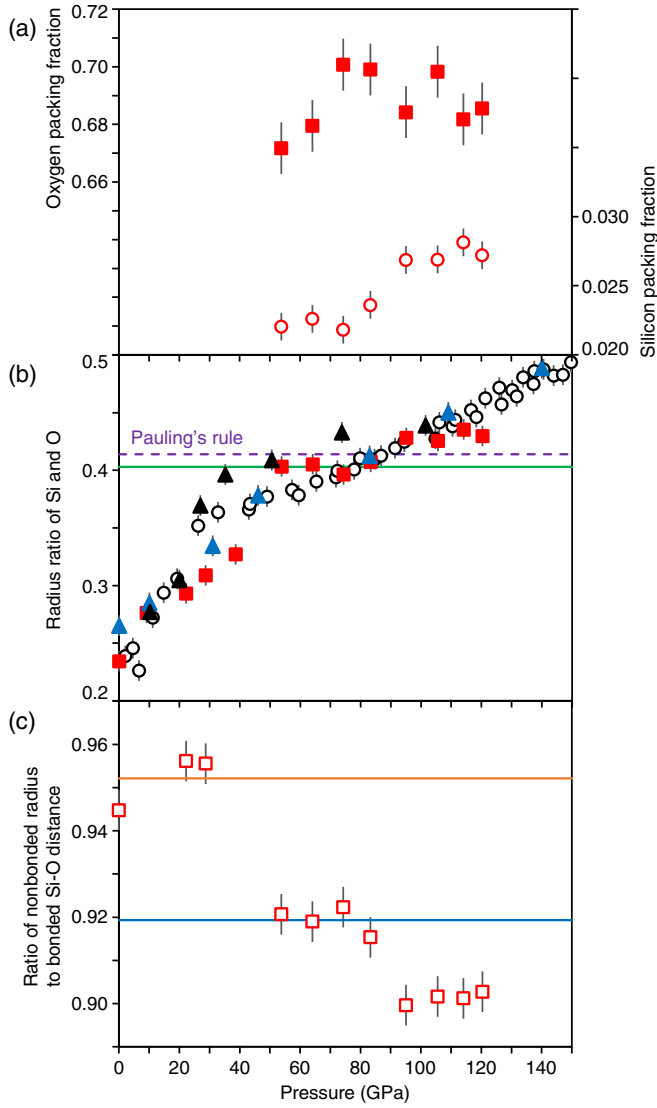 (a)
0.72
0.70
0.68
0.66
Oxygen packing fraction
0.030
0.025
0.020
Silicon packing fraction
(b)
0.5
0.4
0.3
0.2
Radius ratio of Si and O
Pauling's rule
(c)
0.96
0.94
0.92
0.90
Ratio of nonbonded radius
to bonded Si-O distance
0
20
40
60
80
100
120
140
Pressure (GPa)